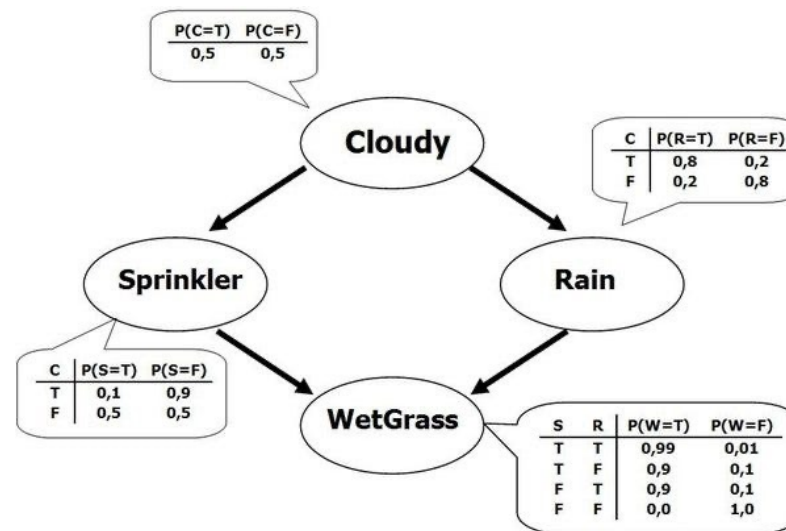 P(C=T) P(C=F)
0,5 0,5
Cloudy
C P(R=T) P(R=F)
T 0,8 0,2
F 0,2 0,8
Sprinkler
Rain
C P(S=T) P(S=F)
T 0,1 0,9
F 0,5 0,5
WetGrass
S R P(W=T) P(W=F)
T T 0,99 0,01
T F 0,9 0,1
F T 0,9 0,1
F F 0,0 1,0